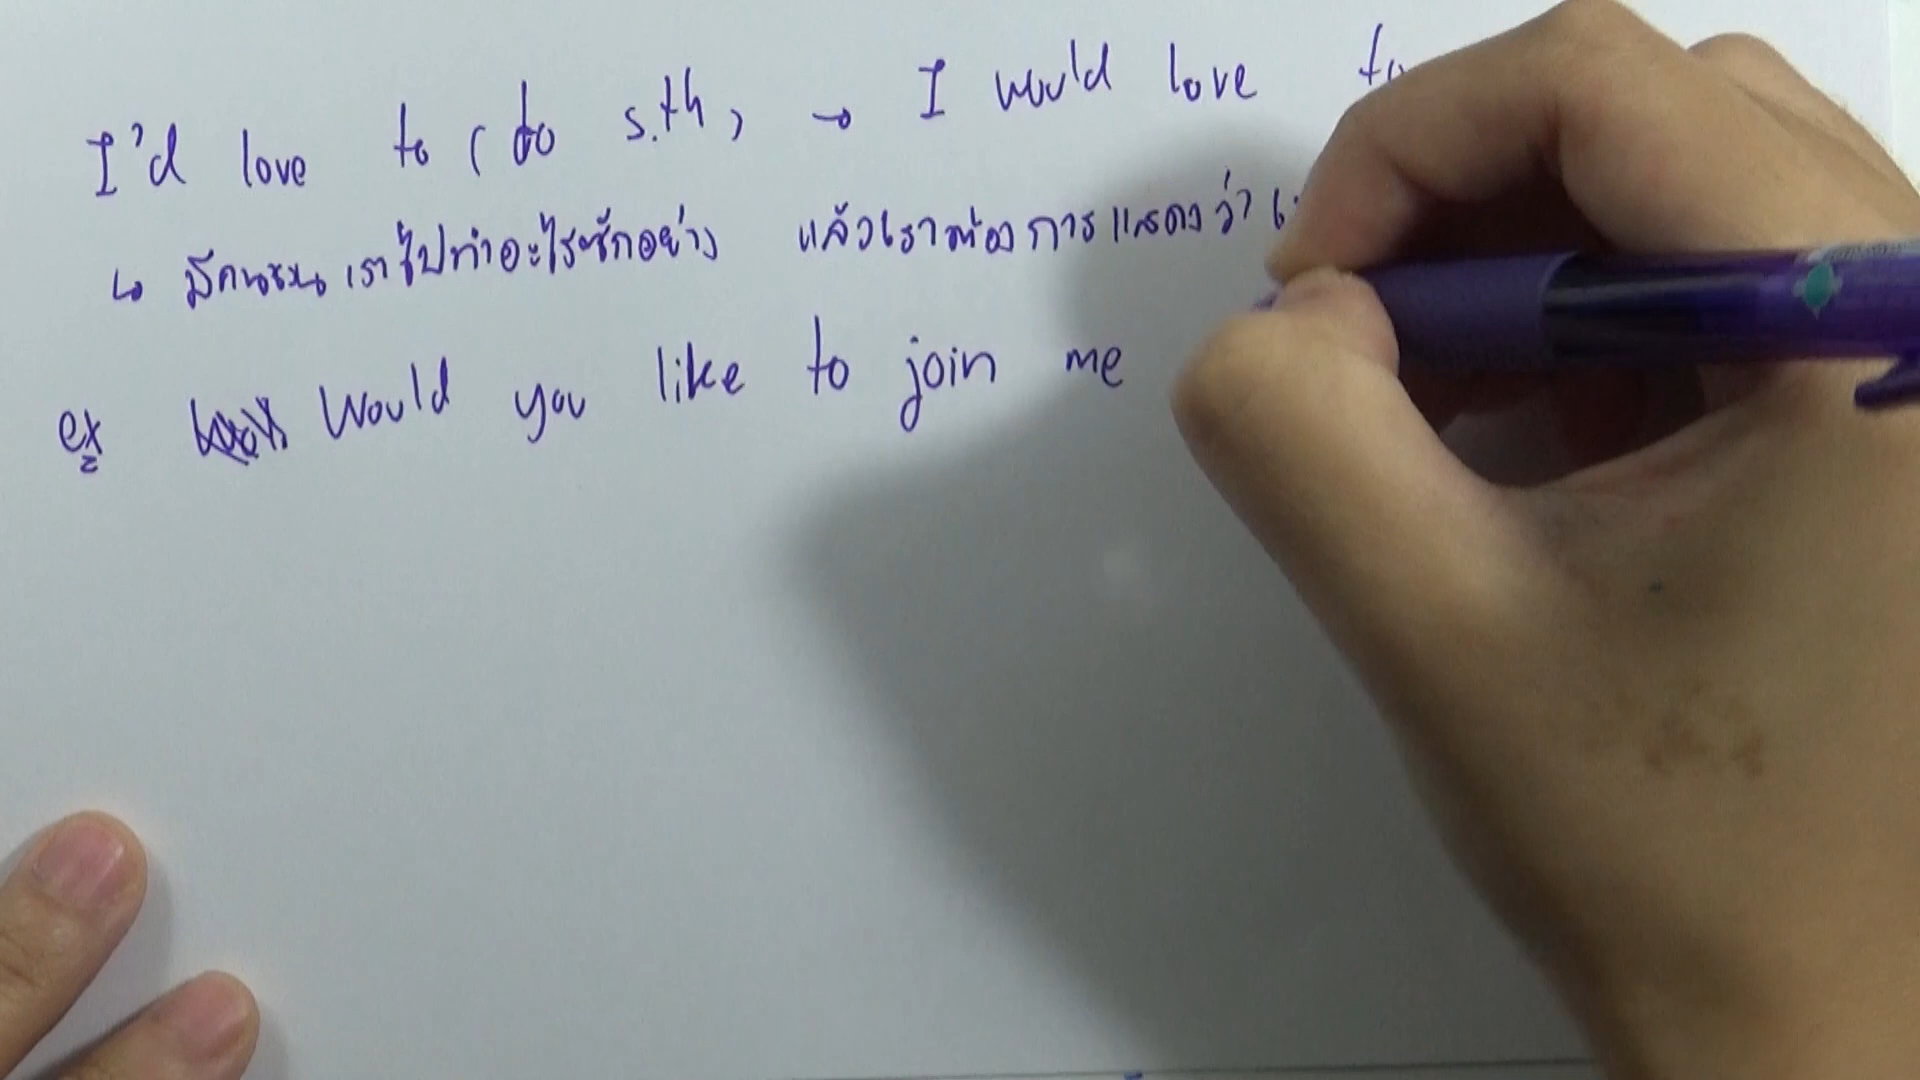 I'd love to (do s.th) → I would love to
↳ มีคนชวนเราไปทำอะไรซักอย่าง แล้วเราต้องการแสดงว่า
ex Would you like to join me